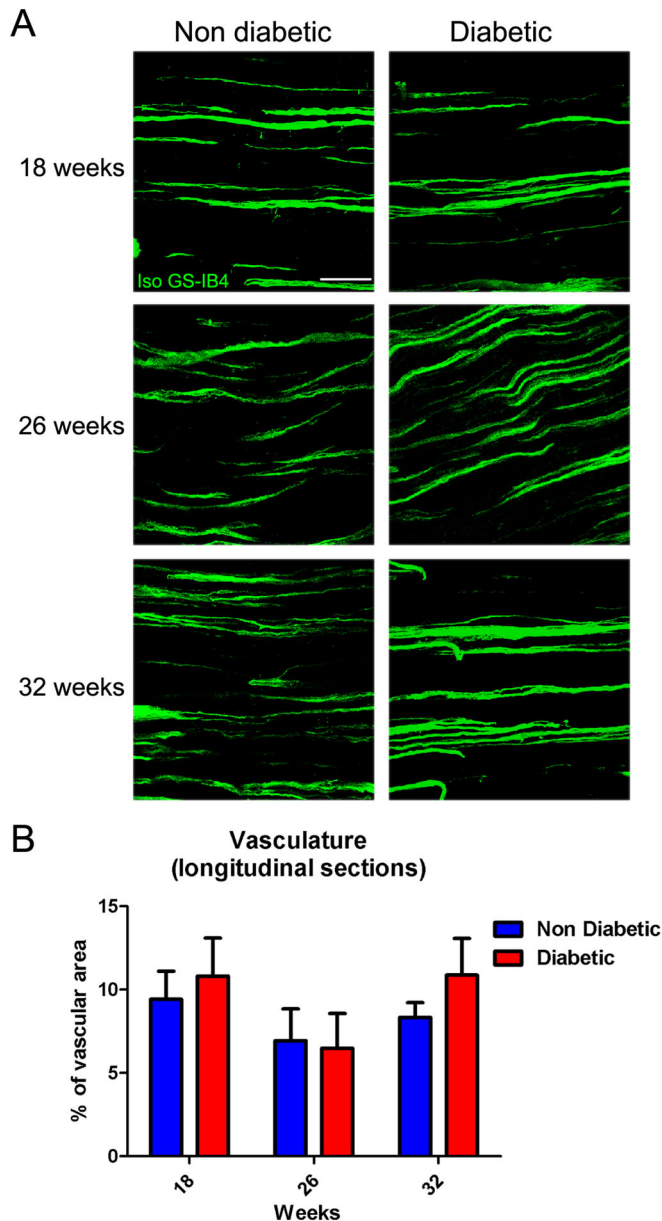 A
Non diabetic
Diabetic
18 weeks
Iso GS-IB4
26 weeks
32 weeks
B
Vasculature
(longitudinal sections)
% of vascular area
15
10
5
0
18
26
32
Weeks
Non Diabetic
Diabetic